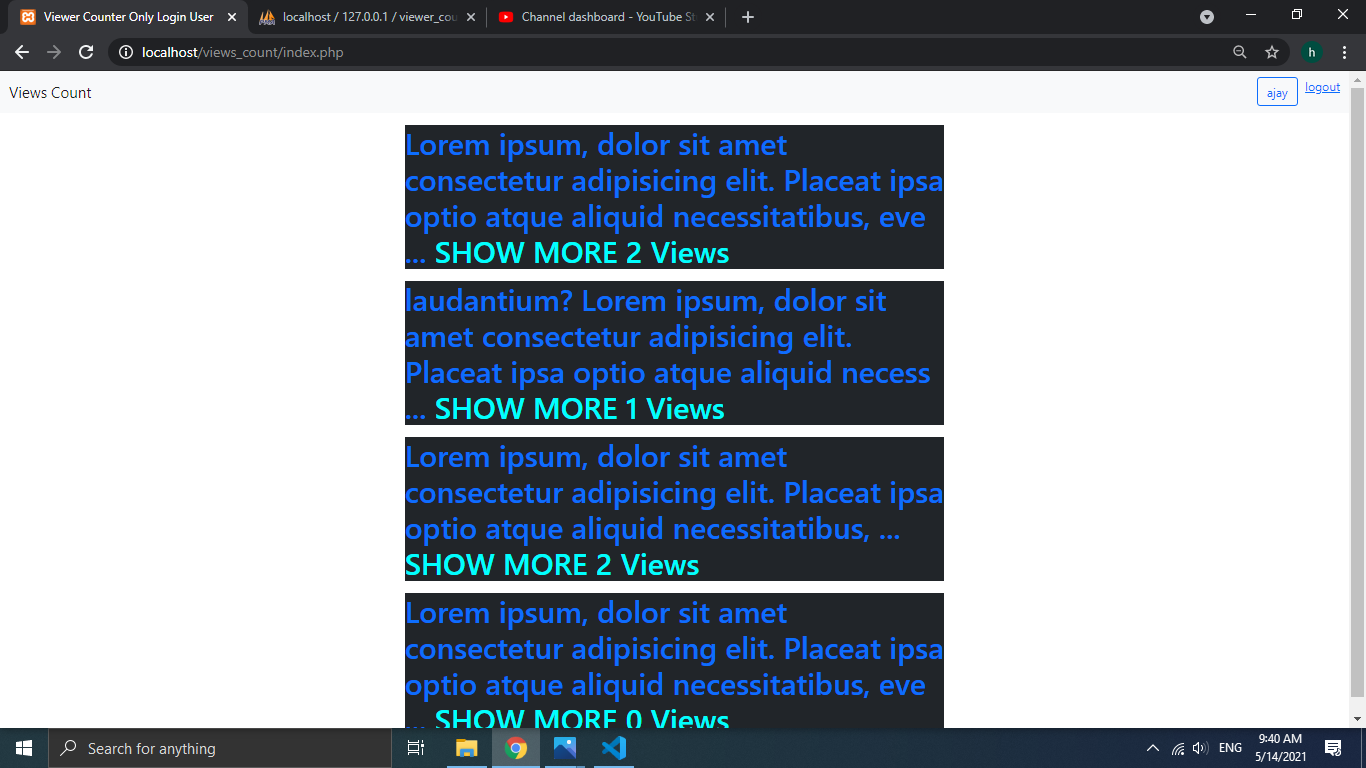 Viewer Counter Only Login User
localhost / 127.0.0.1 / viewer_cou
Channel dashboard - YouTube St
localhost/views_count/index.php
h
Views Count
ajay
logout
Lorem ipsum, dolor sit amet
consectetur adipisicing elit. Placeat ipsa
optio atque aliquid necessitatibus, eve
... SHOW MORE 2 Views
laudantium? Lorem ipsum, dolor sit
amet consectetur adipisicing elit.
Placeat ipsa optio atque aliquid necess
... SHOW MORE 1 Views
Lorem ipsum, dolor sit amet
consectetur adipisicing elit. Placeat ipsa
optio atque aliquid necessitatibus, ...
SHOW MORE 2 Views
Lorem ipsum, dolor sit amet
consectetur adipisicing elit. Placeat ipsa
optio atque aliquid necessitatibus, eve
... SHOW MORE 0 Views
Search for anything
ENG
9:40 AM
5/14/2021